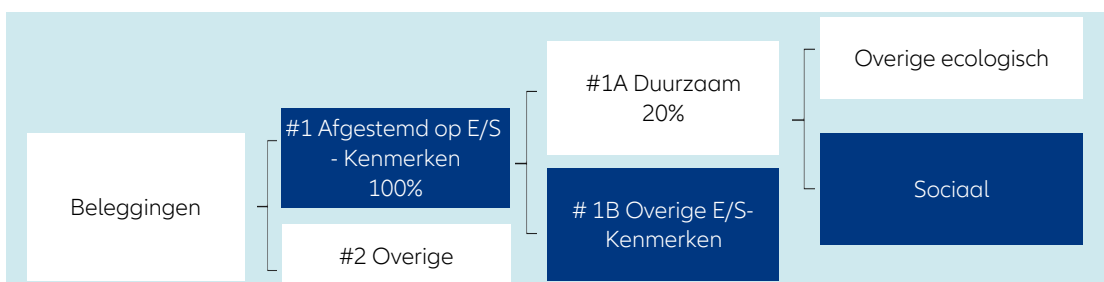 Beleggingen
#1 Afgestemd op E/S
- Kenmerken
100%
#2 Overige
#1A Duurzaam
20%
# 1B Overige E/S-
Kenmerken
Overige ecologisch
Sociaal